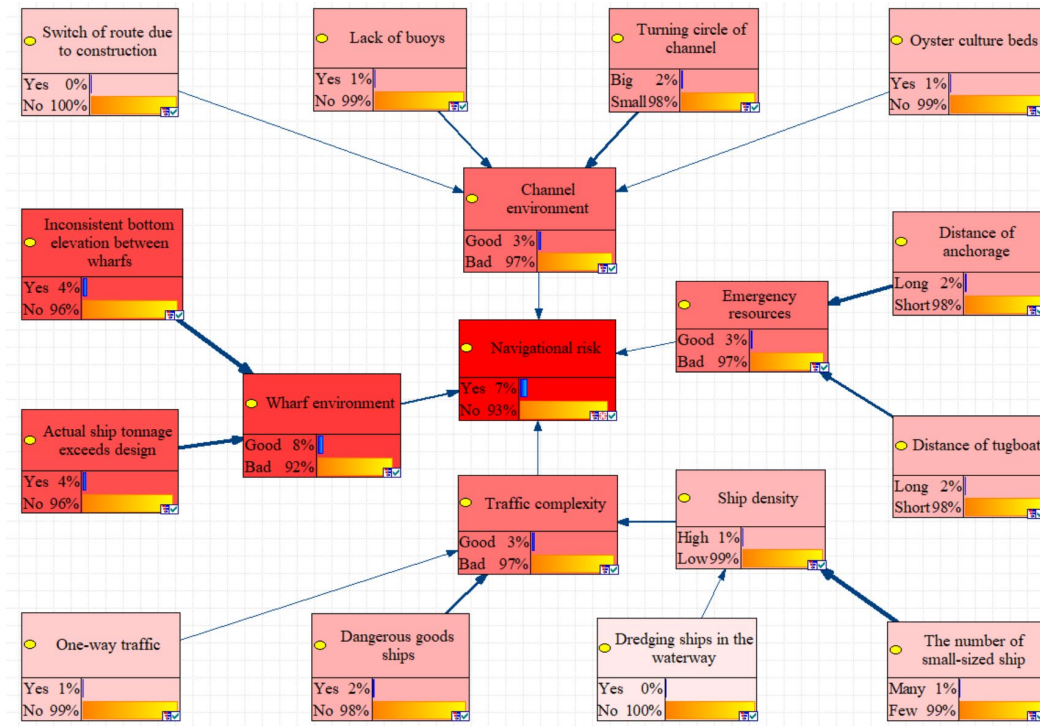 Switch of route due
to construction
Yes 0%
No 100%
Lack of buoys
Yes 1%
No 99%
Turning circle of
channel
Big 2%
Small 98%
Oyster culture beds
Yes 1%
No 99%
Channel
environment
Good 3%
Bad 97%
Inconsistent bottom
elevation between
wharfs
Yes 4%
No 96%
Distance of
anchorage
Long 2%
Short 98%
Emergency
resources
Good 3%
Bad 97%
Navigational risk
Yes 7%
No 93%
Wharf environment
Good 8%
Bad 92%
Actual ship tonnage
exceeds design
Yes 4%
No 96%
Distance of tugboat
Long 2%
Short 98%
Traffic complexity
Good 3%
Bad 97%
Ship density
High 1%
Low 99%
One-way traffic
Yes 1%
No 99%
Dangerous goods
ships
Yes 2%
No 98%
Dredging ships in the
waterway
Yes 0%
No 100%
The number of
small-sized ship
Many 1%
Few 99%